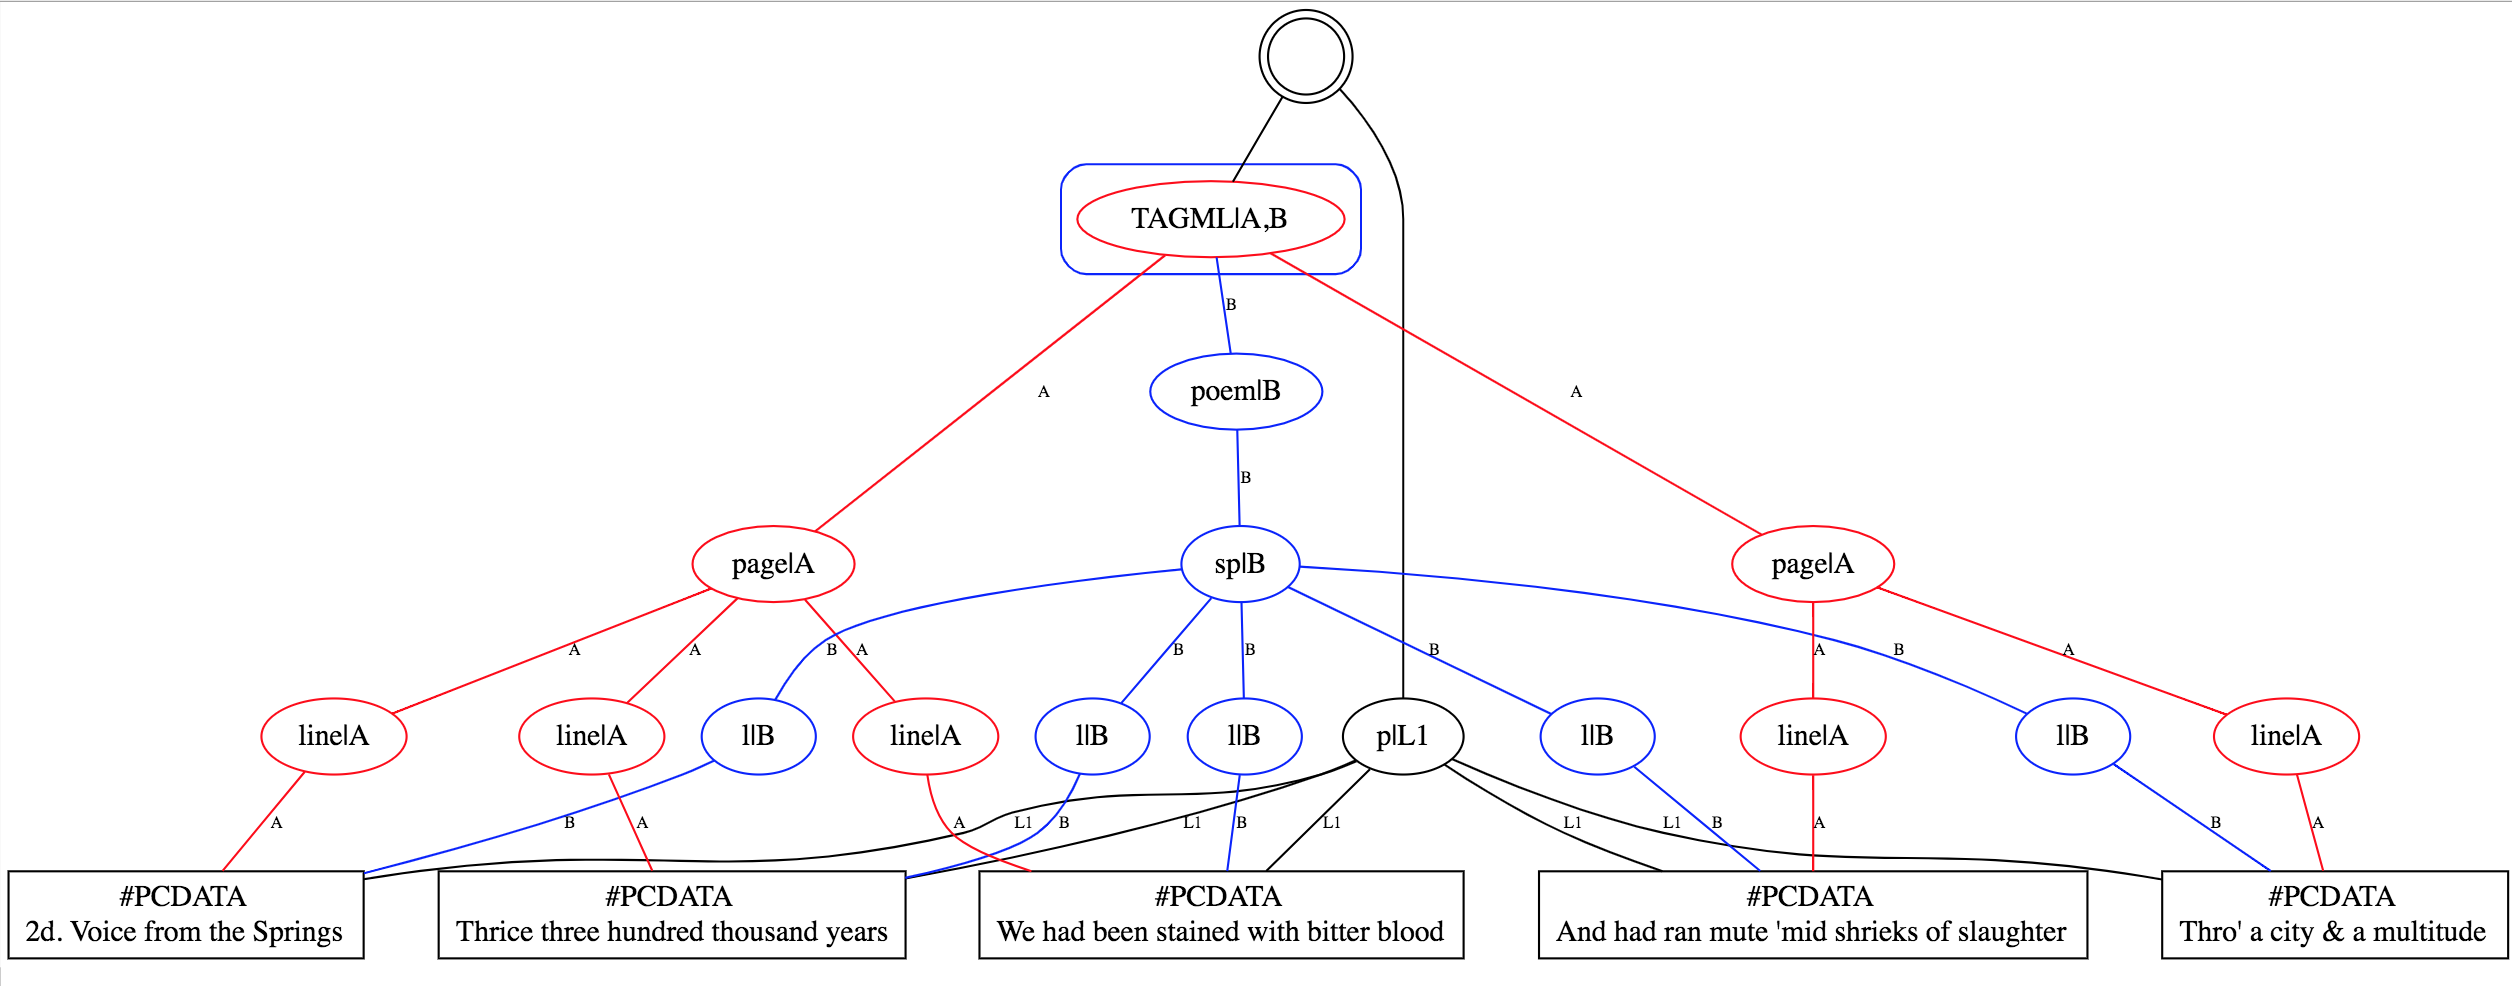 TAGML|A,B
B
A
A
poem|B
B
page|A
sp|B
page|A
A
A
B
A
B
B
B
A
B
A
line|A
line|A
l|B
line|A
l|B
l|B
p|L1
l|B
line|A
l|B
line|A
A
B
A
A
L1
B
L1
B
L1
L1
L1
B
A
B
A
#PCDATA
2d. Voice from the Springs
#PCDATA
Thrice three hundred thousand years
#PCDATA
We had been stained with bitter blood
#PCDATA
And had ran mute 'mid shrieks of slaughter
#PCDATA
Thro' a city & a multitude